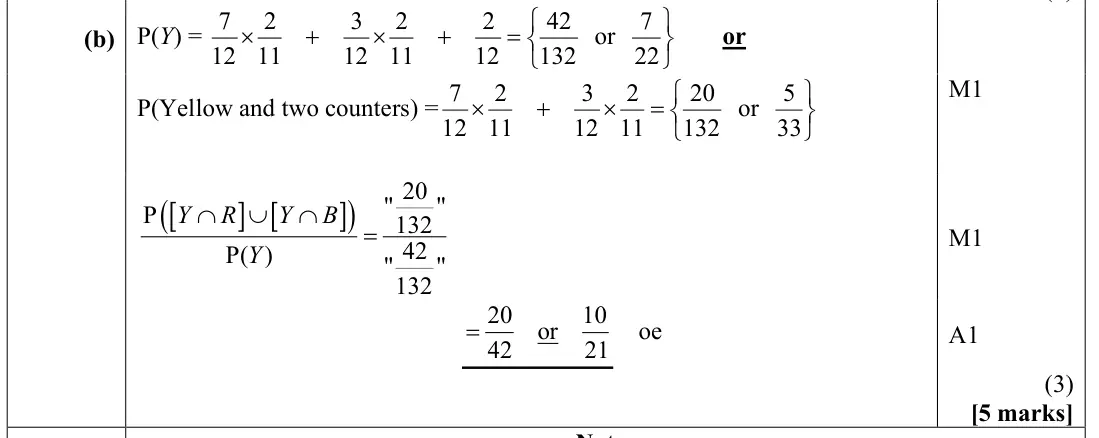 (b) P(Y) = 7/12 × 2/11 + 3/12 × 2/11 + 2/12 = {42/132 or 7/22} or
P(Yellow and two counters) = 7/12 × 2/11 + 3/12 × 2/11 = {20/132 or 5/33} M1
P([Y ∩ R] ∪ [Y ∩ B]) / P(Y) = "20/132" / "42/132" M1
= 20/42 or 10/21 oe A1
(3)
[5 marks]